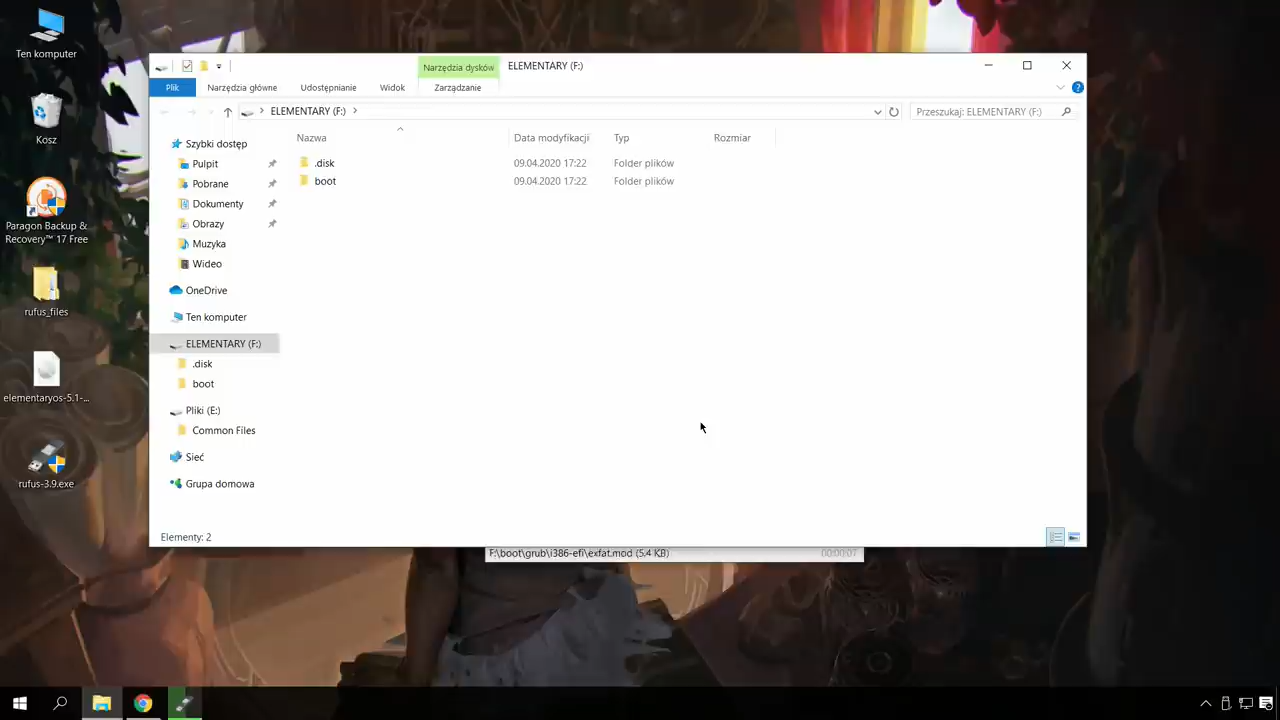 Ten komputer
Kosz
Paragon Backup &
Recovery™ 17 Free
rufus_files
elementaryos-5.1-...
rufus-3.9.exe
Narzędzia dysków
ELEMENTARY (F:)
Plik
Narzędzia główne
Udostępnianie
Widok
Zarządzanie
ELEMENTARY (F:)
Przeszukaj: ELEMENTARY (F:)
Szybki dostęp
Pulpit
Pobrane
Dokumenty
Obrazy
Muzyka
Wideo
OneDrive
Ten komputer
ELEMENTARY (F:)
.disk
boot
Pliki (E:)
Common Files
Sieć
Grupa domowa
Nazwa
Data modyfikacji
Typ
Rozmiar
.disk
09.04.2020 17:22
Folder plików
boot
09.04.2020 17:22
Folder plików
Elementy: 2
F:\boot\grub\i386-efi\exfat.mod (5,4 KB)
00:00:07